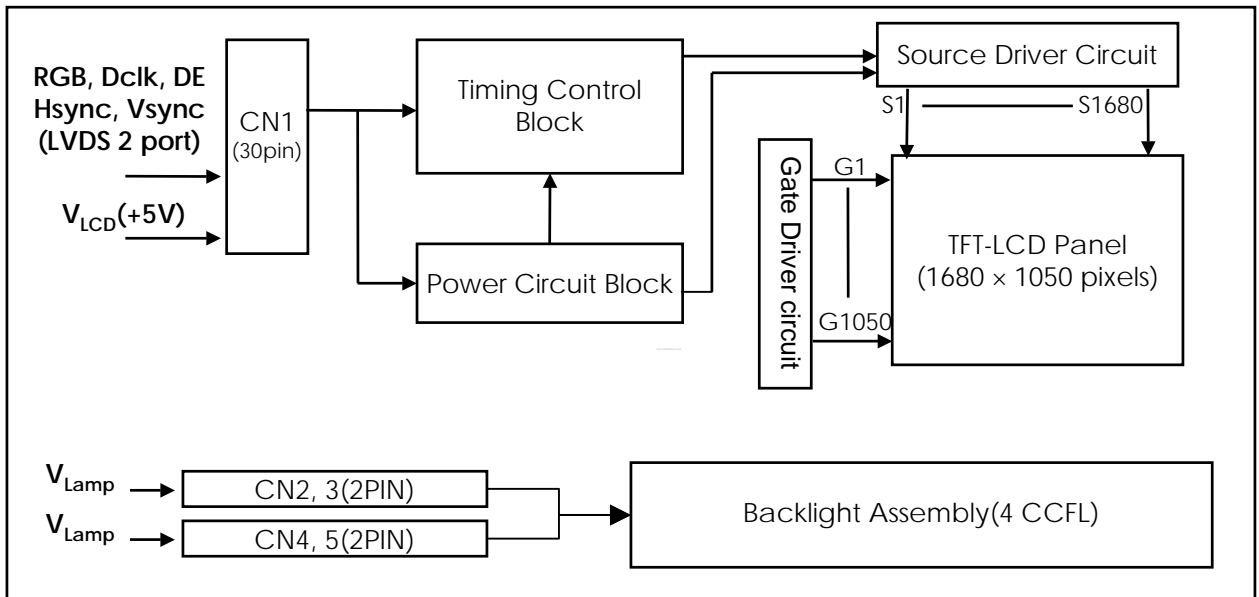 RGB, Dclk, DE
Hsync, Vsync
(LVDS 2 port)
VLCD(+5V)
CN1
(30pin)
Timing Control
Block
Power Circuit Block
Source Driver Circuit
S1
S1680
Gate Driver circuit
G1
G1050
TFT-LCD Panel
(1680 × 1050 pixels)
VLamp
CN2, 3(2PIN)
VLamp
CN4, 5(2PIN)
Backlight Assembly(4 CCFL)